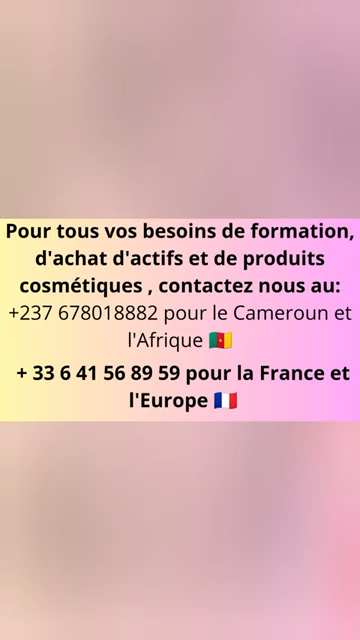 Pour tous vos besoins de formation,
d'achat d'actifs et de produits
cosmétiques , contactez nous au:
+237 678018882 pour le Cameroun et
l'Afrique 🇨🇲
+ 33 6 41 56 89 59 pour la France et
l'Europe 🇫🇷